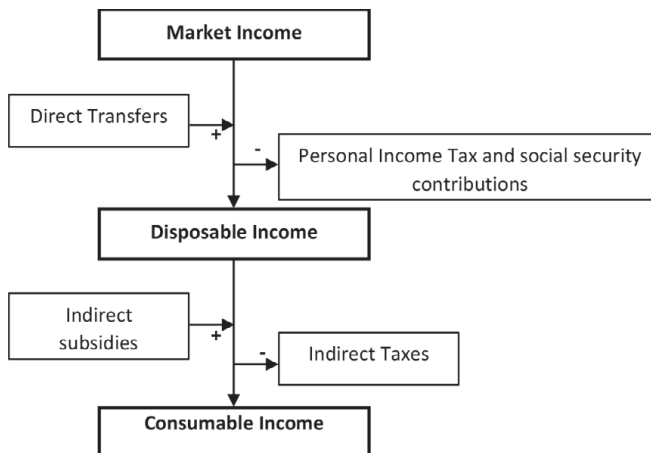 Market Income
Direct Transfers
+
-
Personal Income Tax and social security
contributions
Disposable Income
Indirect
subsidies
+
-
Indirect Taxes
Consumable Income